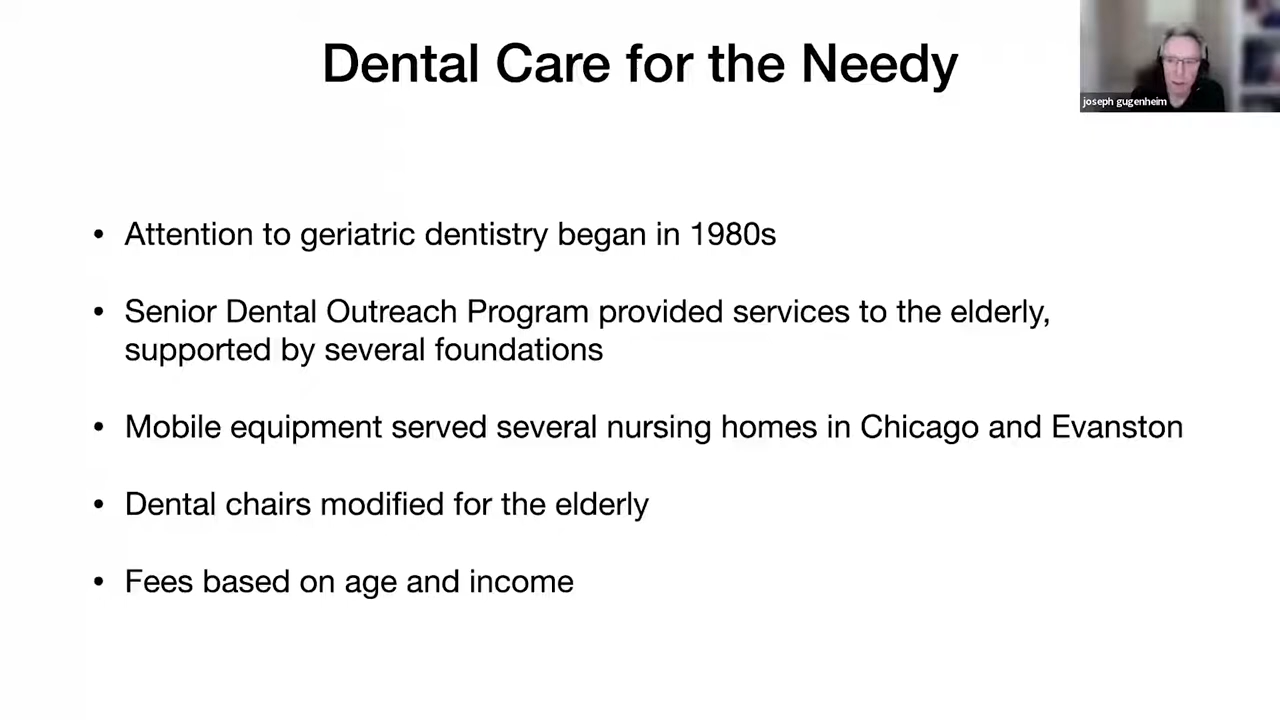 Dental Care for the Needy
joseph gugenheim
• Attention to geriatric dentistry began in 1980s
• Senior Dental Outreach Program provided services to the elderly,
supported by several foundations
• Mobile equipment served several nursing homes in Chicago and Evanston
• Dental chairs modified for the elderly
• Fees based on age and income